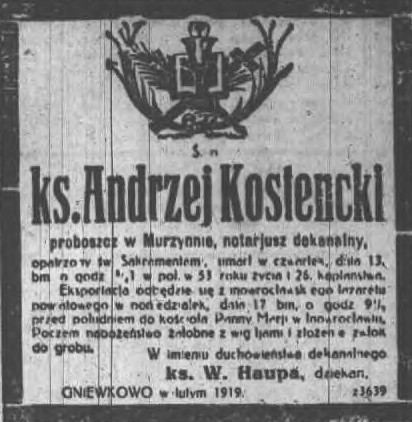 Ś. p.
ks. Andrzej Kostencki
proboszcz w Murzynnie, notarjusz dekanalny,
opatrzony św. Sakramentem, umarł w czwartek, dnia 13.
bm o godz 1 w poł. w 53 roku życia i 26. kapłaństwa.
Eksportacja odbędzie się z inowrocławskiego lazaretu
powiatowego w poniedziałek, dnia 17 bm, o godz 9½,
przed południem do kościoła Panny Marji w Inowrocławiu.
Poczem nabożeństwo żałobne z wigiljami i złożenie zwłok
do grobu.
W imieniu duchowieństwa dekanalnego
ks. W. Haupa, dziekan.
GNIEWKOWO w lutym 1919.
z3639